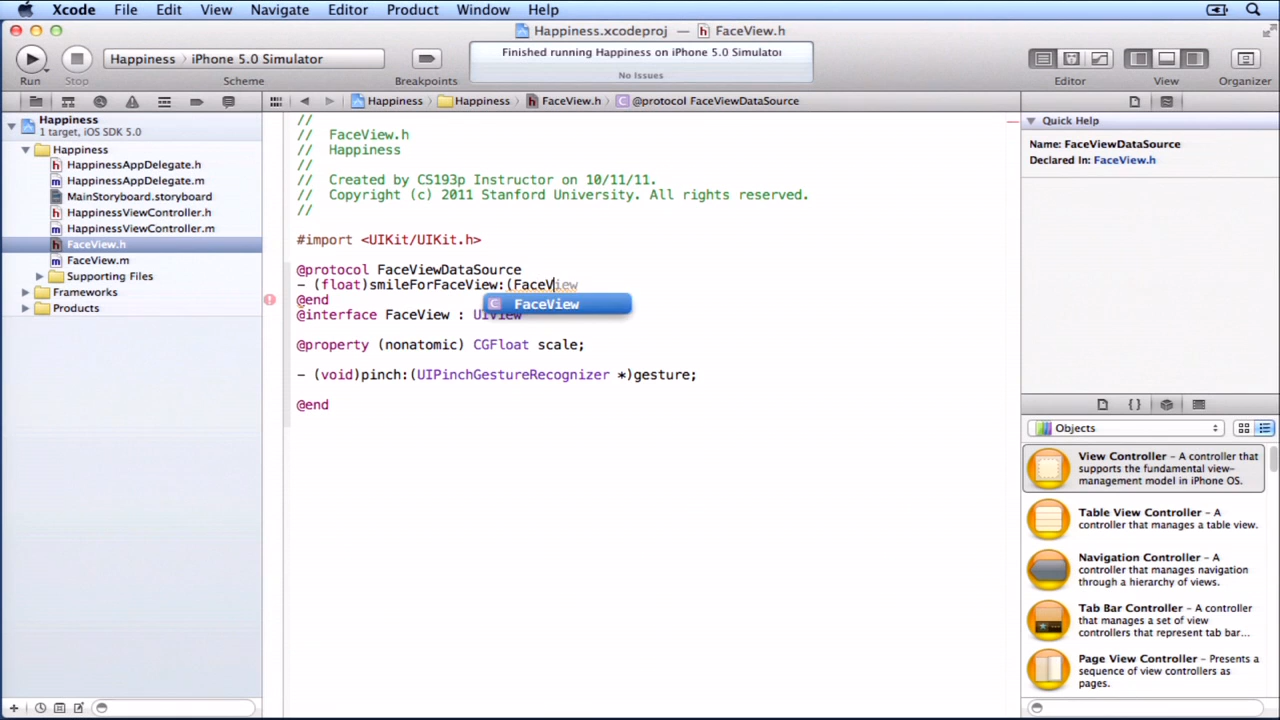 Xcode File Edit View Navigate Editor Product Window Help
Happiness.xcodeproj — FaceView.h
Happiness › iPhone 5.0 Simulator
Finished running Happiness on iPhone 5.0 Simulator
No Issues
Run Stop Scheme Breakpoints Editor View Organizer
Happiness › Happiness › FaceView.h › @protocol FaceViewDataSource
Happiness
1 target, iOS SDK 5.0
Happiness
HappinessAppDelegate.h
HappinessAppDelegate.m
MainStoryboard.storyboard
HappinessViewController.h
HappinessViewController.m
FaceView.h
FaceView.m
Supporting Files
Frameworks
Products
//
// FaceView.h
// Happiness
//
// Created by CS193p Instructor on 10/11/11.
// Copyright (c) 2011 Stanford University. All rights reserved.
//
#import <UIKit/UIKit.h>
@protocol FaceViewDataSource
- (float)smileForFaceView:(FaceView
@end
FaceView
@interface FaceView : UIView
@property (nonatomic) CGFloat scale;
- (void)pinch:(UIPinchGestureRecognizer *)gesture;
@end
Quick Help
Name: FaceViewDataSource
Declared In: FaceView.h
{ }
Objects
View Controller - A controller that
supports the fundamental view-
management model in iPhone OS.
Table View Controller - A
controller that manages a table view.
Navigation Controller - A
controller that manages navigation
through a hierarchy of views.
Tab Bar Controller - A controller
that manages a set of view
controllers that represent tab bar...
Page View Controller - Presents a
sequence of view controllers as
pages.